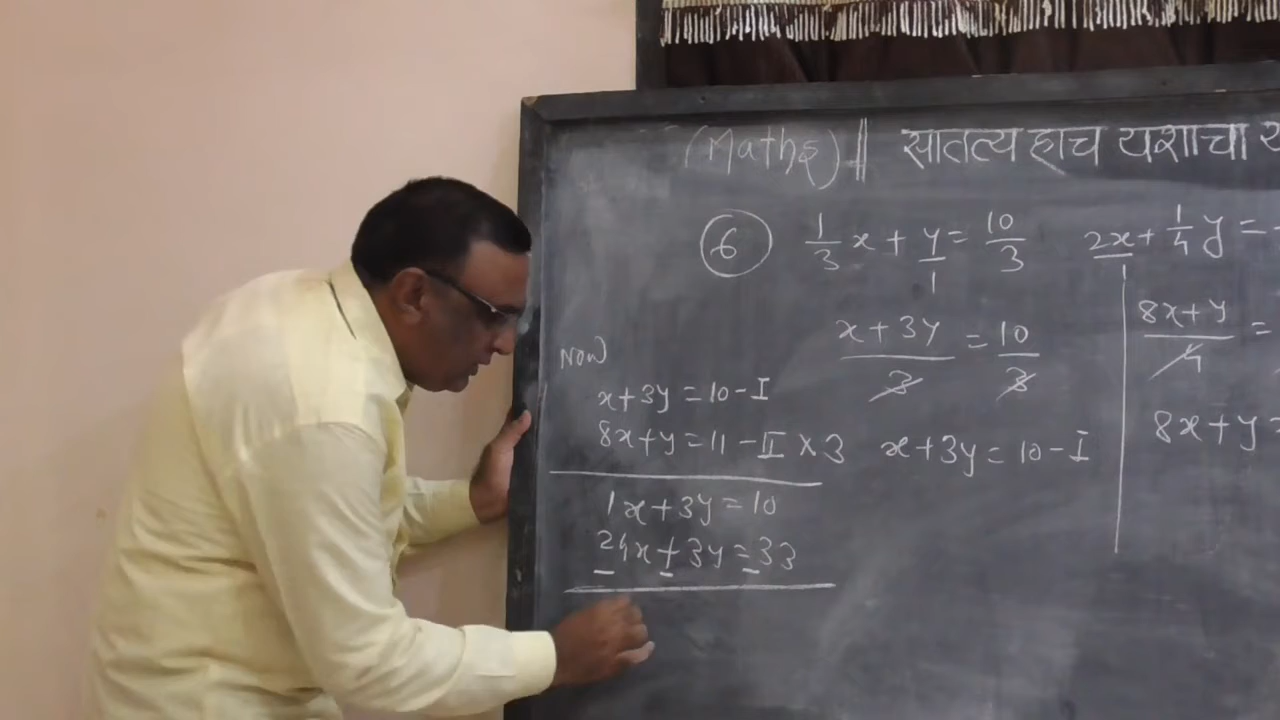 (Maths) || सातत्य हाच यशाचा
6 1/3 x + y/1 = 10/3 2x + 1/4 y =
x + 3y / 3 = 10 / 3 8x + y / 4 =
Now
x + 3y = 10 - I
8x + y = 11 - II × 3 x + 3y = 10 - I 8x + y =
1x + 3y = 10
24x + 3y = 33